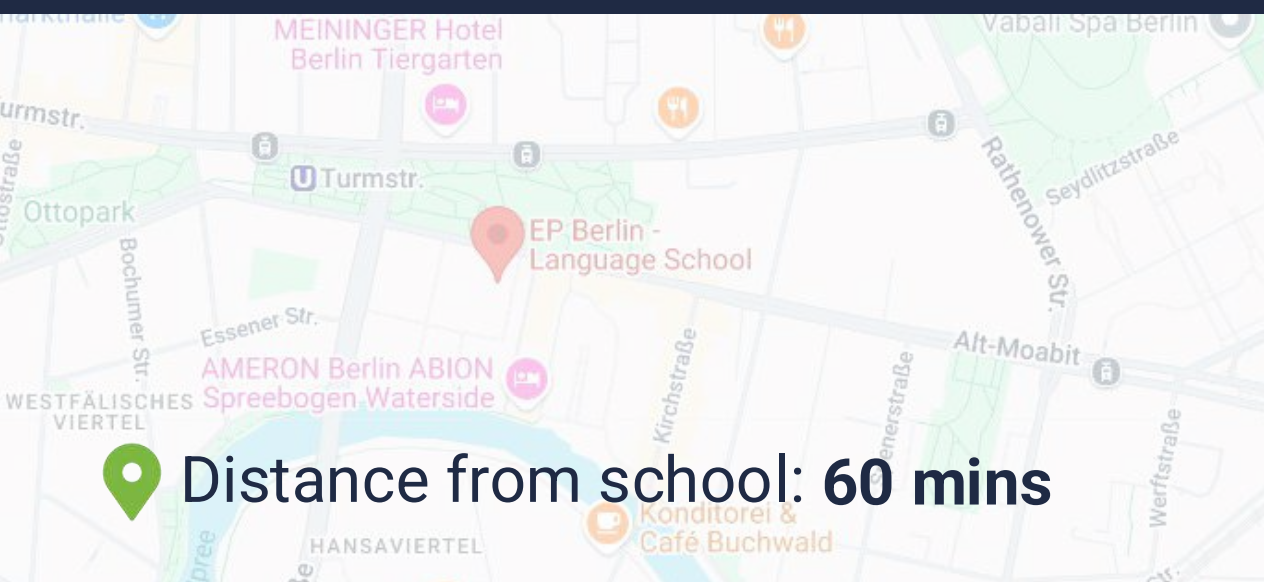 MEININGER Hotel
Berlin Tiergarten
Vabali Spa Berlin
U Turmstr.
Rathenower Str.
Seydlitzstraße
Ottopark
EP Berlin -
Language School
Bochumer Str.
Essener Str.
Alt-Moabit
AMERON Berlin ABION
Spreebogen Waterside
WESTFÄLISCHES
VIERTEL
Kirchstraße
Werftstraße
Distance from school: 60 mins
Konditorei &
Café Buchwald
HANSAVIERTEL